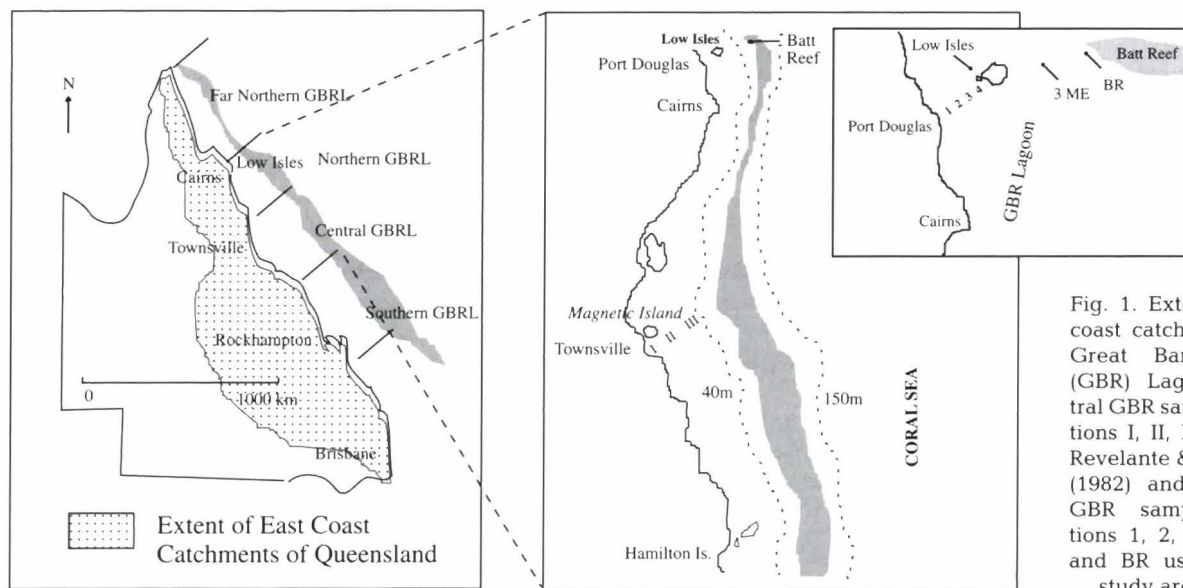 N
Far Northern GBRL
Low Isles
Northern GBRL
Cairns
Central GBRL
Townsville
Southern GBRL
Rockhampton
0
1000 km
Brisbane
Extent of East Coast
Catchments of Queensland
Low Isles
Batt
Reef
Port Douglas
Cairns
Magnetic Island
I II III
Townsville
40m
150m
CORAL SEA
Hamilton Is.
Low Isles
Batt Reef
1 2 3 4
3 ME
BR
Port Douglas
GBR Lagoon
Cairns
Fig. 1. Exte
coast catch
Great Bar
(GBR) Lag
tral GBR sa
tions I, II, 
Revelante &
(1982) and
GBR samp
tions 1, 2,
and BR us
study ar